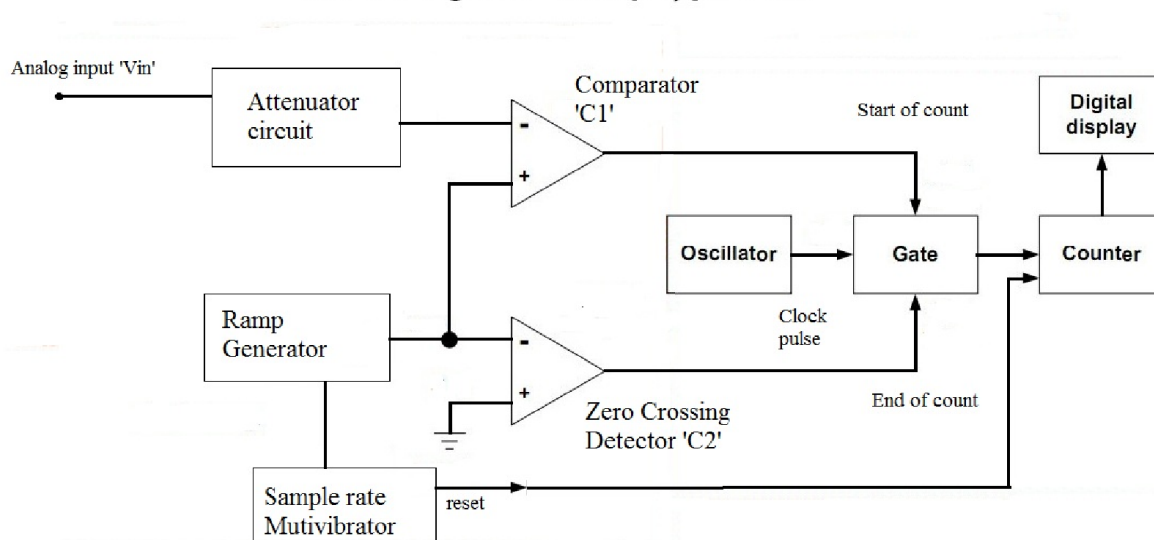 Analog input 'Vin'
Attenuator
circuit
Comparator
'C1'
-
+
Start of count
Digital
display
Oscillator
Gate
Counter
Clock
pulse
Ramp
Generator
-
+
Zero Crossing
Detector 'C2'
End of count
Sample rate
Mutivibrator
reset